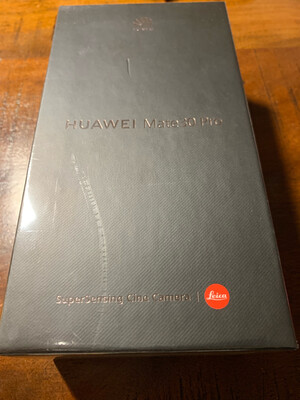 HUAWEI Mate 30 Pro
SuperSensing Cine Camera | Leica